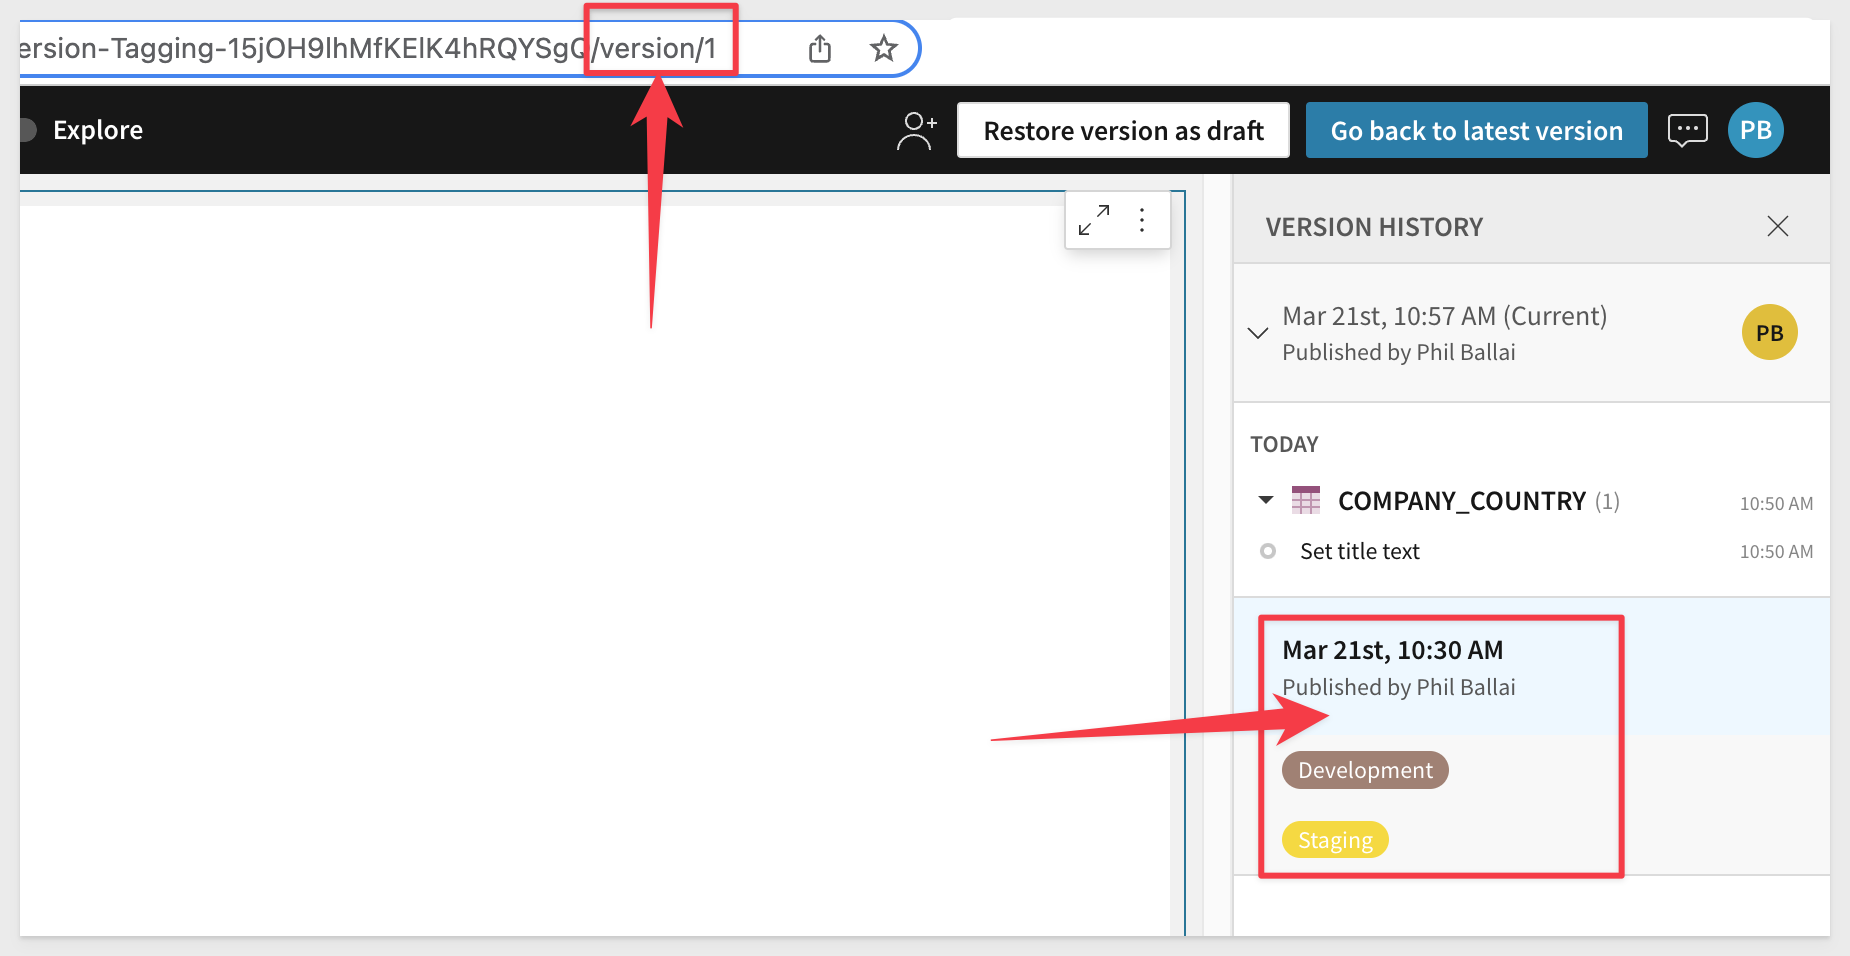 ersion-Tagging-15jOH9lhMfKElK4hRQYSgQ/version/1
Explore
Restore version as draft
Go back to latest version
PB
VERSION HISTORY
Mar 21st, 10:57 AM (Current)
Published by Phil Ballai
PB
TODAY
COMPANY_COUNTRY (1) 10:50 AM
Set title text 10:50 AM
Mar 21st, 10:30 AM
Published by Phil Ballai
Development
Staging